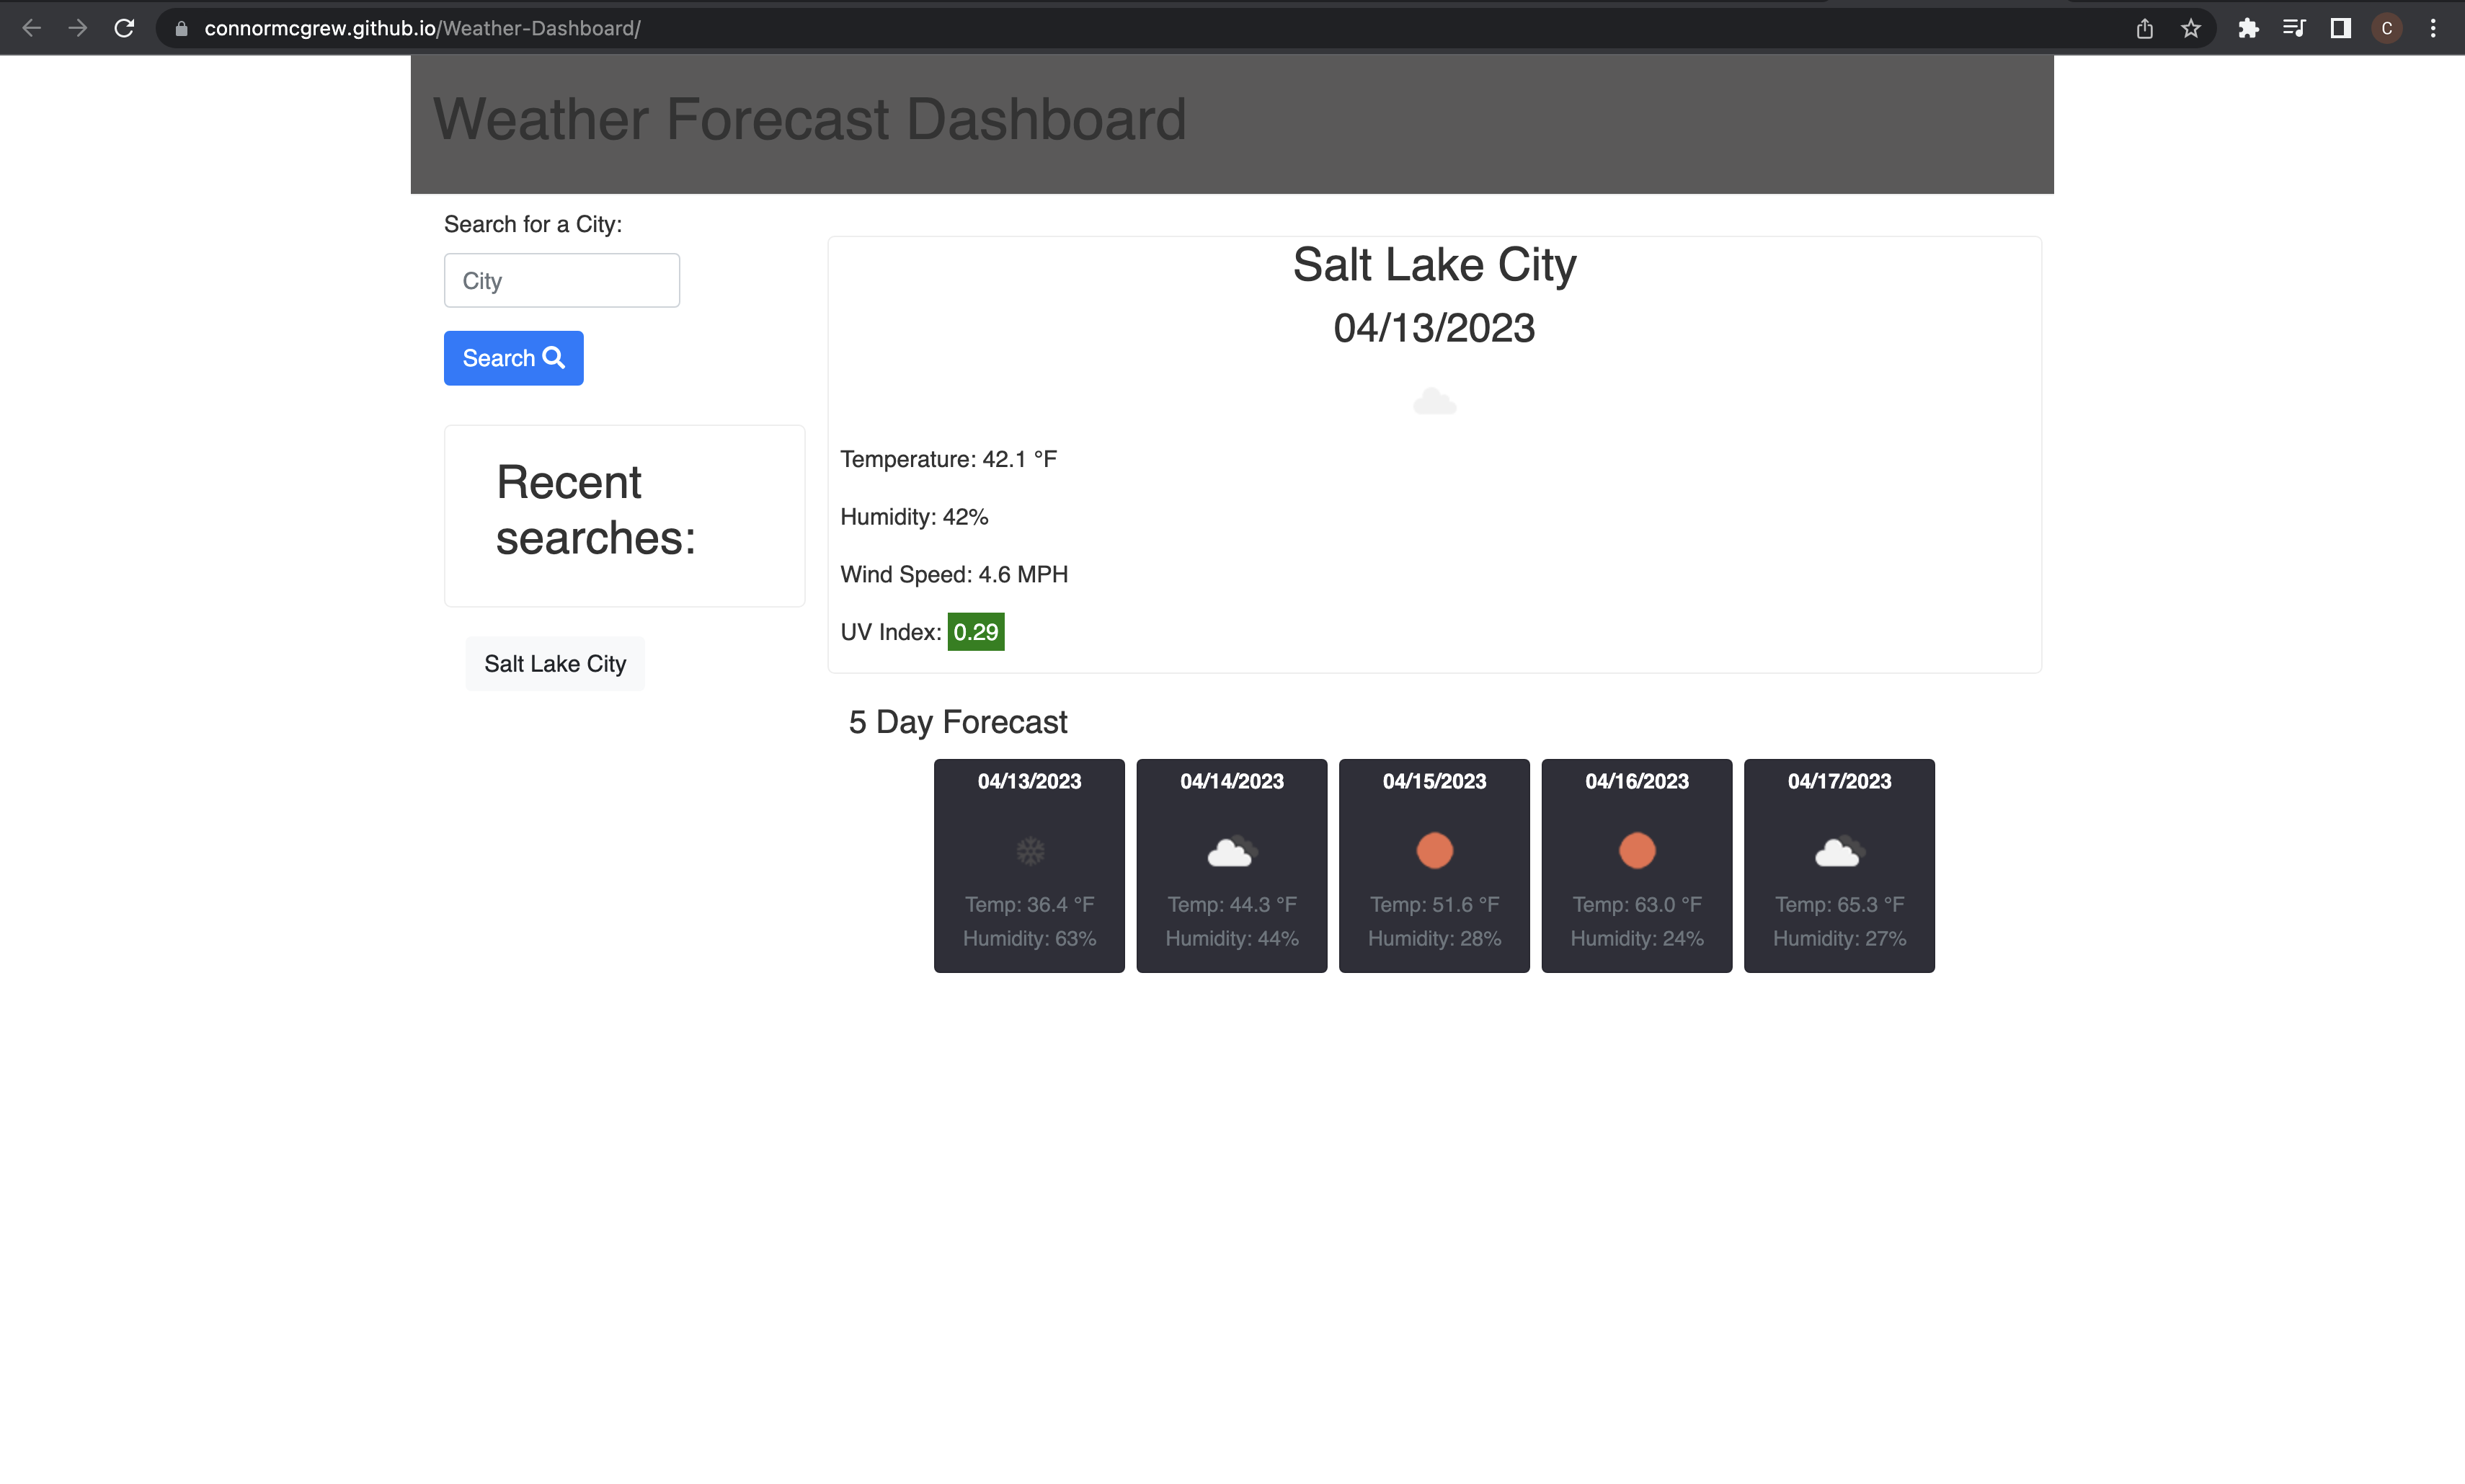 connormcgrew.github.io/Weather-Dashboard/
C
Weather Forecast Dashboard
Search for a City:
City
Search
Recent
searches:
Salt Lake City
Salt Lake City
04/13/2023
Temperature: 42.1 °F
Humidity: 42%
Wind Speed: 4.6 MPH
UV Index: 0.29
5 Day Forecast
04/13/2023
Temp: 36.4 °F
Humidity: 63%
04/14/2023
Temp: 44.3 °F
Humidity: 44%
04/15/2023
Temp: 51.6 °F
Humidity: 28%
04/16/2023
Temp: 63.0 °F
Humidity: 24%
04/17/2023
Temp: 65.3 °F
Humidity: 27%